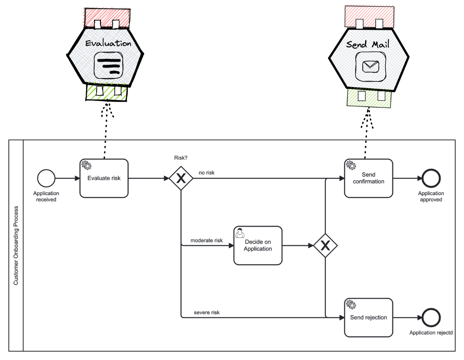 Evaluation
Send Mail
Customer Onboarding Process
Application
received
Evaluate risk
Risk?
no risk
moderate risk
severe risk
Decide on
Application
Send
confirmation
Application
approved
Send rejection
Application rejectd